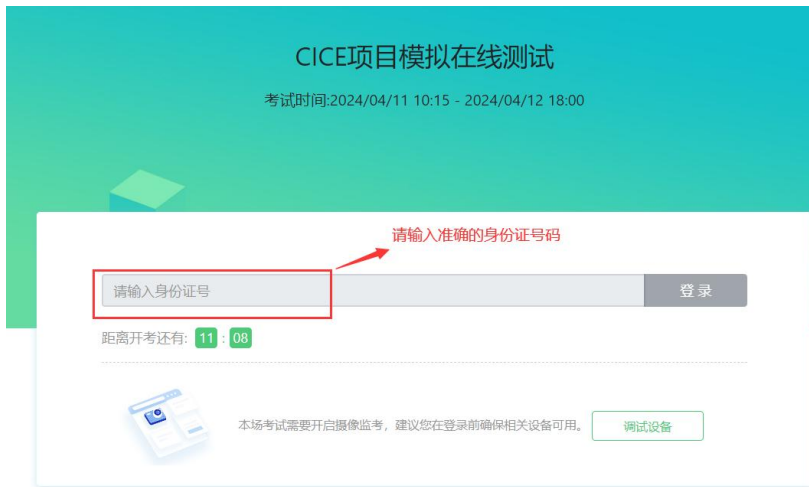 CICE项目模拟在线测试
考试时间:2024/04/11 10:15 - 2024/04/12 18:00
请输入准确的身份证号码
请输入身份证号
登录
距离开考还有: 11 : 08
本场考试需要开启摄像监考，建议您在登录前确保相关设备可用。
调试设备